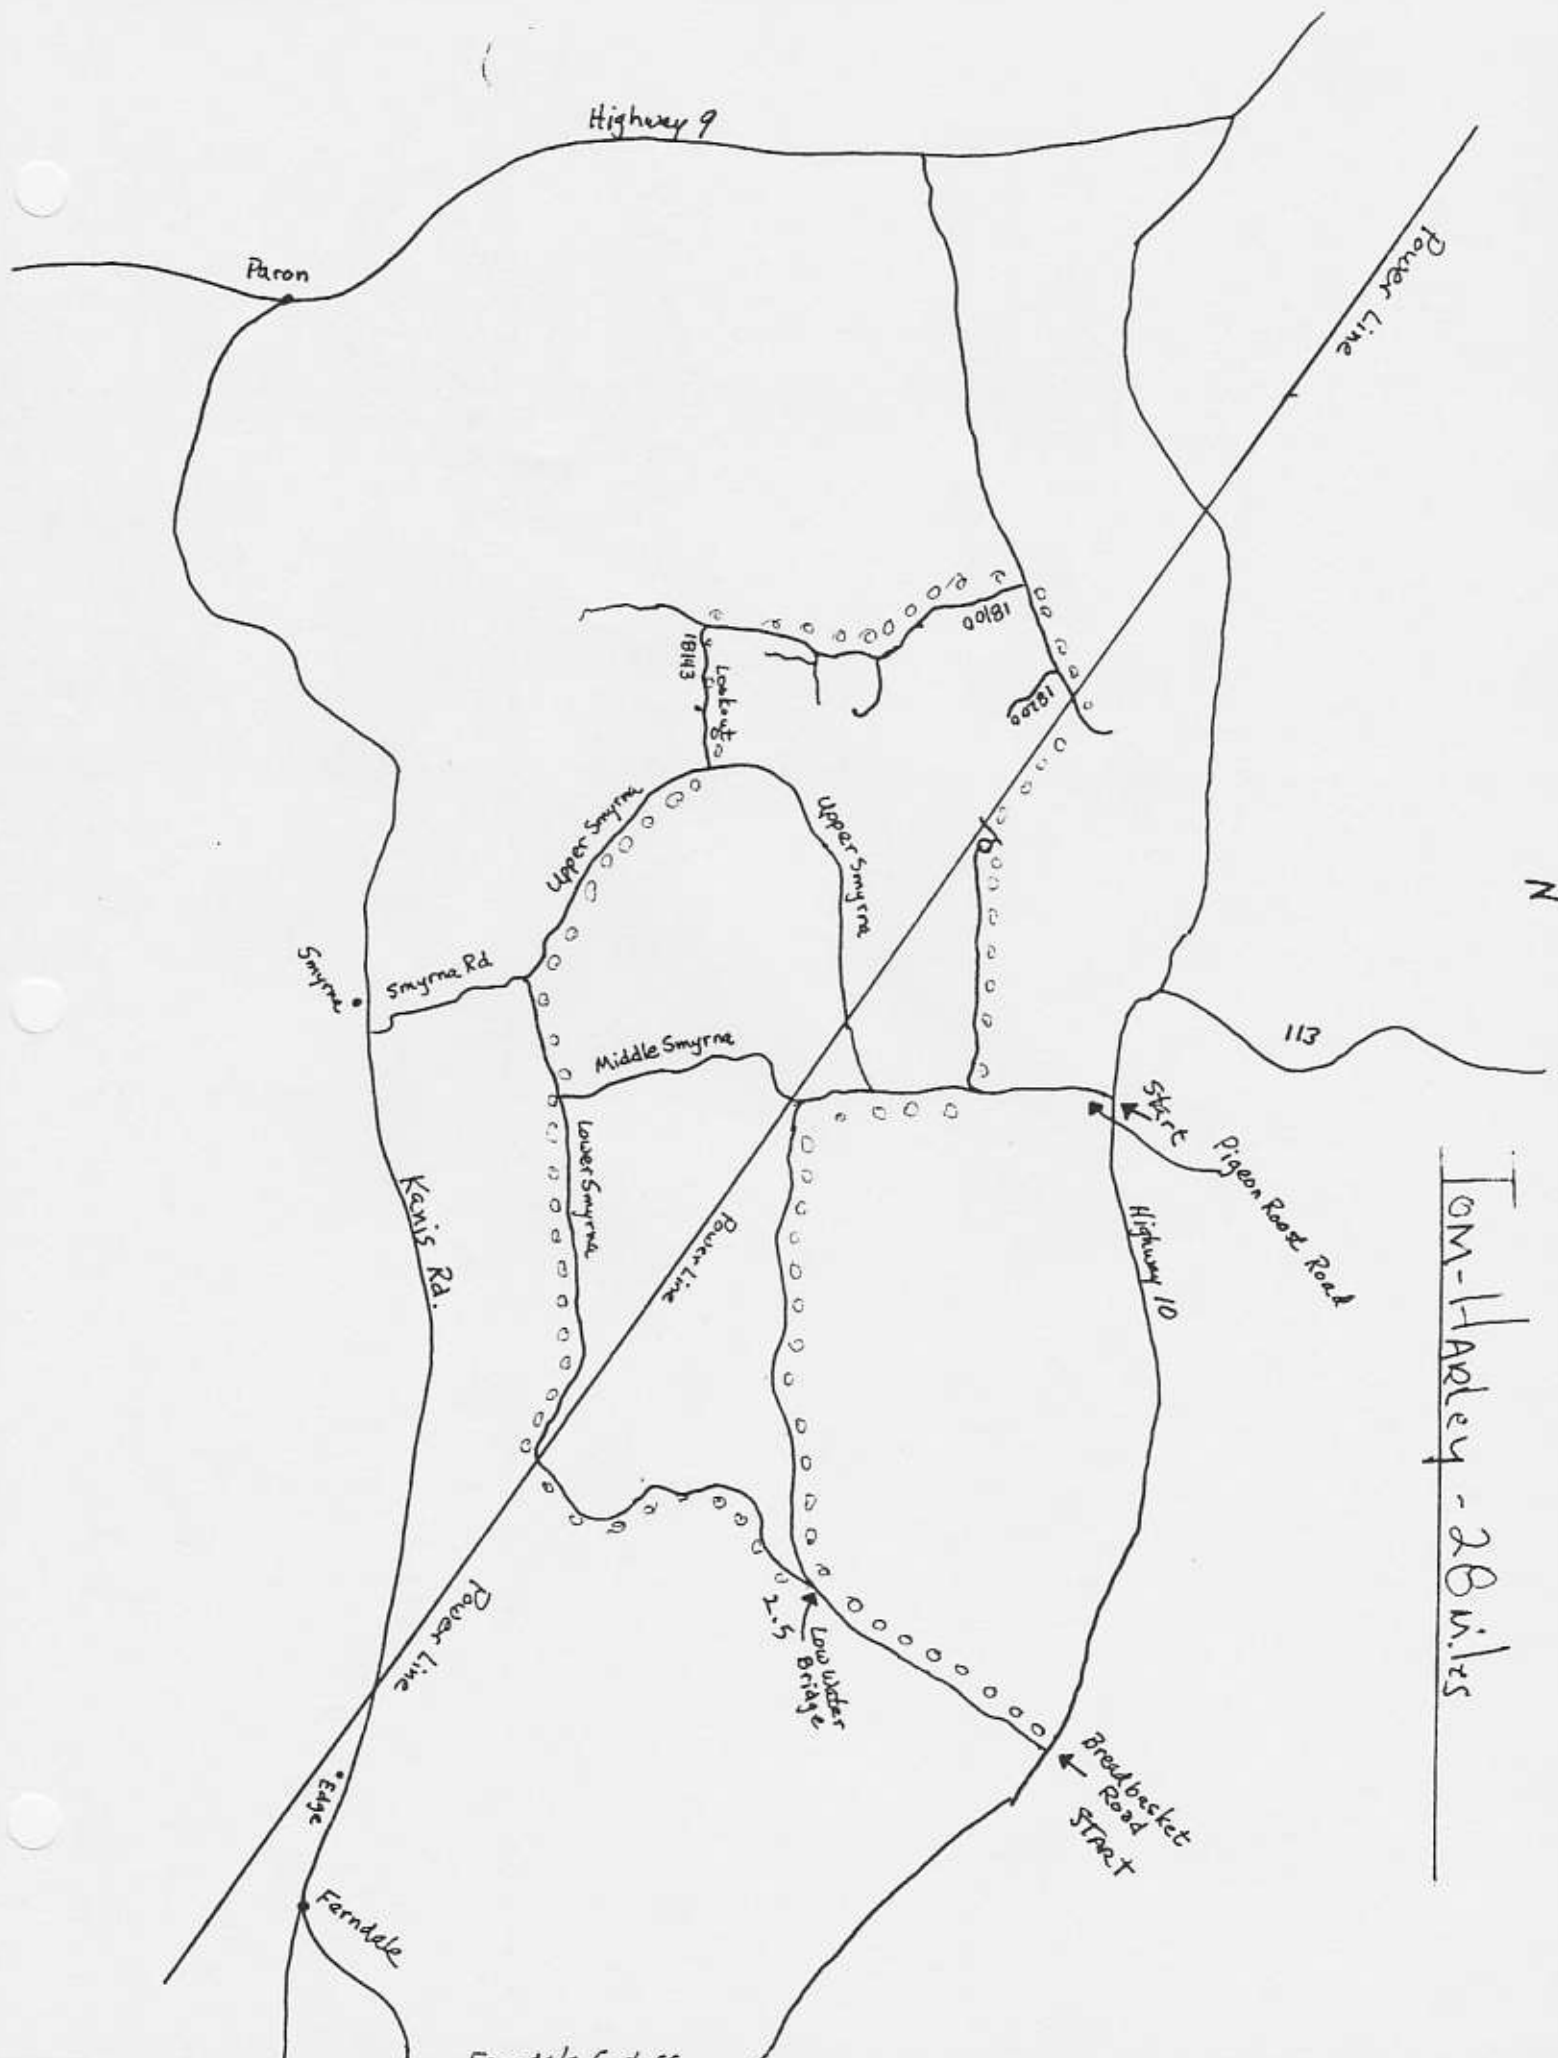 Tom-Harley - 28 miles
N
Highway 9
Power Line
Paron
18100
18143
Lookout
18200
Upper Smyrna
Upper Smyrna
Smyrna
Smyrna Rd
Middle Smyrna
113
Start
Pigeon Roost Road
Lower Smyrna
Kanis Rd.
Power Line
Highway 10
Power Line
2.5
Low Water
Bridge
Breadbasket
Road
START
Edge
Farndale